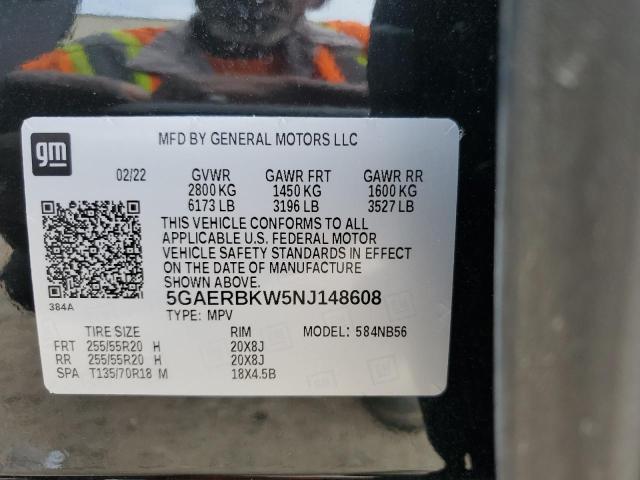 gm
MFD BY GENERAL MOTORS LLC
02/22 GVWR GAWR FRT GAWR RR
2800 KG 1450 KG 1600 KG
6173 LB 3196 LB 3527 LB
THIS VEHICLE CONFORMS TO ALL
APPLICABLE U.S. FEDERAL MOTOR
VEHICLE SAFETY STANDARDS IN EFFECT
ON THE DATE OF MANUFACTURE
SHOWN ABOVE.
384A
5GAERBKW5NJ148608
TYPE: MPV
TIRE SIZE RIM MODEL: 584NB56
FRT 255/55R20 H 20X8J
RR 255/55R20 H 20X8J
SPA T135/70R18 M 18X4.5B